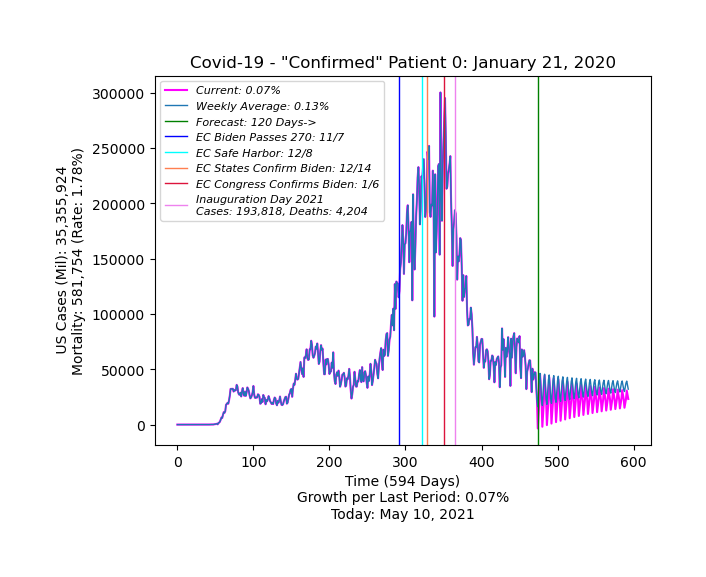 Covid-19 - "Confirmed" Patient 0: January 21, 2020
Current: 0.07%
Weekly Average: 0.13%
Forecast: 120 Days->
EC Biden Passes 270: 11/7
EC Safe Harbor: 12/8
EC States Confirm Biden: 12/14
EC Congress Confirms Biden: 1/6
Inauguration Day 2021
Cases: 193,818, Deaths: 4,204
US Cases (Mil): 35,355,924
Mortality: 581,754 (Rate: 1.78%)
300000
250000
200000
150000
100000
50000
0
0 100 200 300 400 500 600
Time (594 Days)
Growth per Last Period: 0.07%
Today: May 10, 2021